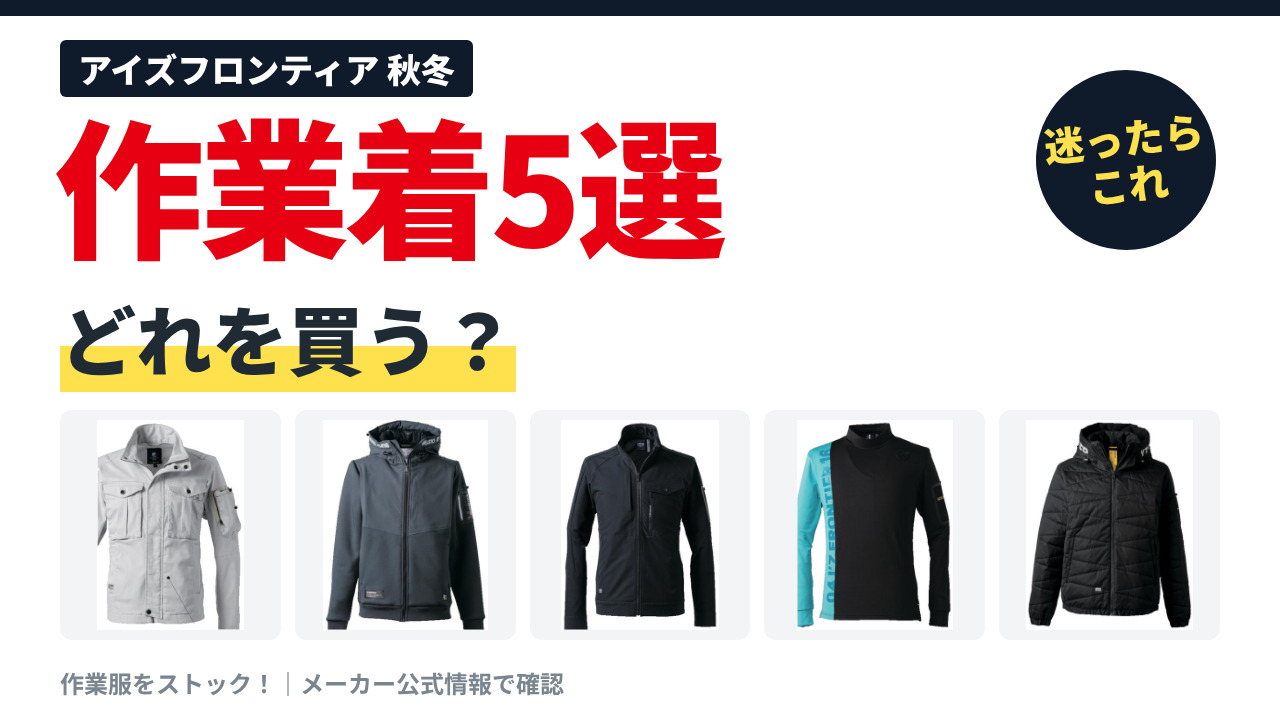 アイズフロンティア 秋冬
作業着5選
迷ったら
これ
どれを買う？
作業服をストック！｜メーカー公式情報で確認